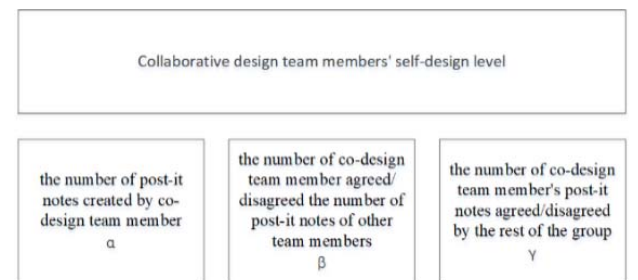 Collaborative design team members' self-design level
the number of post-it
notes created by co-
design team member
α
the number of co-design
team member agreed/
disagreed the number of
post-it notes of other
team members
β
the number of co-design
team member's post-it
notes agreed/disagreed
by the rest of the group
γ